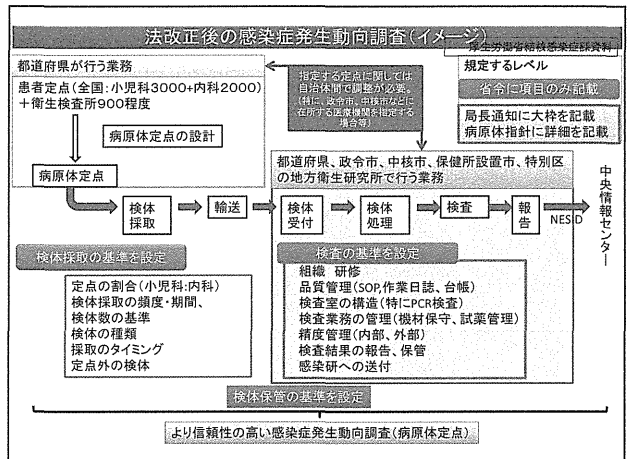 法改正後の感染症発生動向調査(イメージ)
厚生労働省結核感染症課資料
規定するレベル
省令に項目のみ記載
局長通知に大枠を記載
病原体指針に詳細を記載
都道府県が行う業務
患者定点(全国:小児科3000+内科2000)
+衛生検査所900程度
病原体定点の設計
病原体定点
指定する定点に関しては
自治体間で調整が必要。
(特に、政令市、中核市などに
在所する医療機関を指定する
場合等)
都道府県、政令市、中核市、保健所設置市、特別区
の地方衛生研究所で行う業務
検体
採取
輸送
検体
受付
検体
処理
検査
報
告
NESID
中央情報センター
検体採取の基準を設定
定点の割合(小児科:内科)
検体採取の頻度・期間、
検体数の基準
検体の種類
採取のタイミング
定点外の検体
検査の基準を設定
組織 研修
品質管理(SOP,作業日誌、台帳)
検査室の構造(特にPCR検査)
検査業務の管理(機材保守、試薬管理)
精度管理(内部、外部)
検査結果の報告、保管
感染研への送付
検体保管の基準を設定
より信頼性の高い感染症発生動向調査(病原体定点)